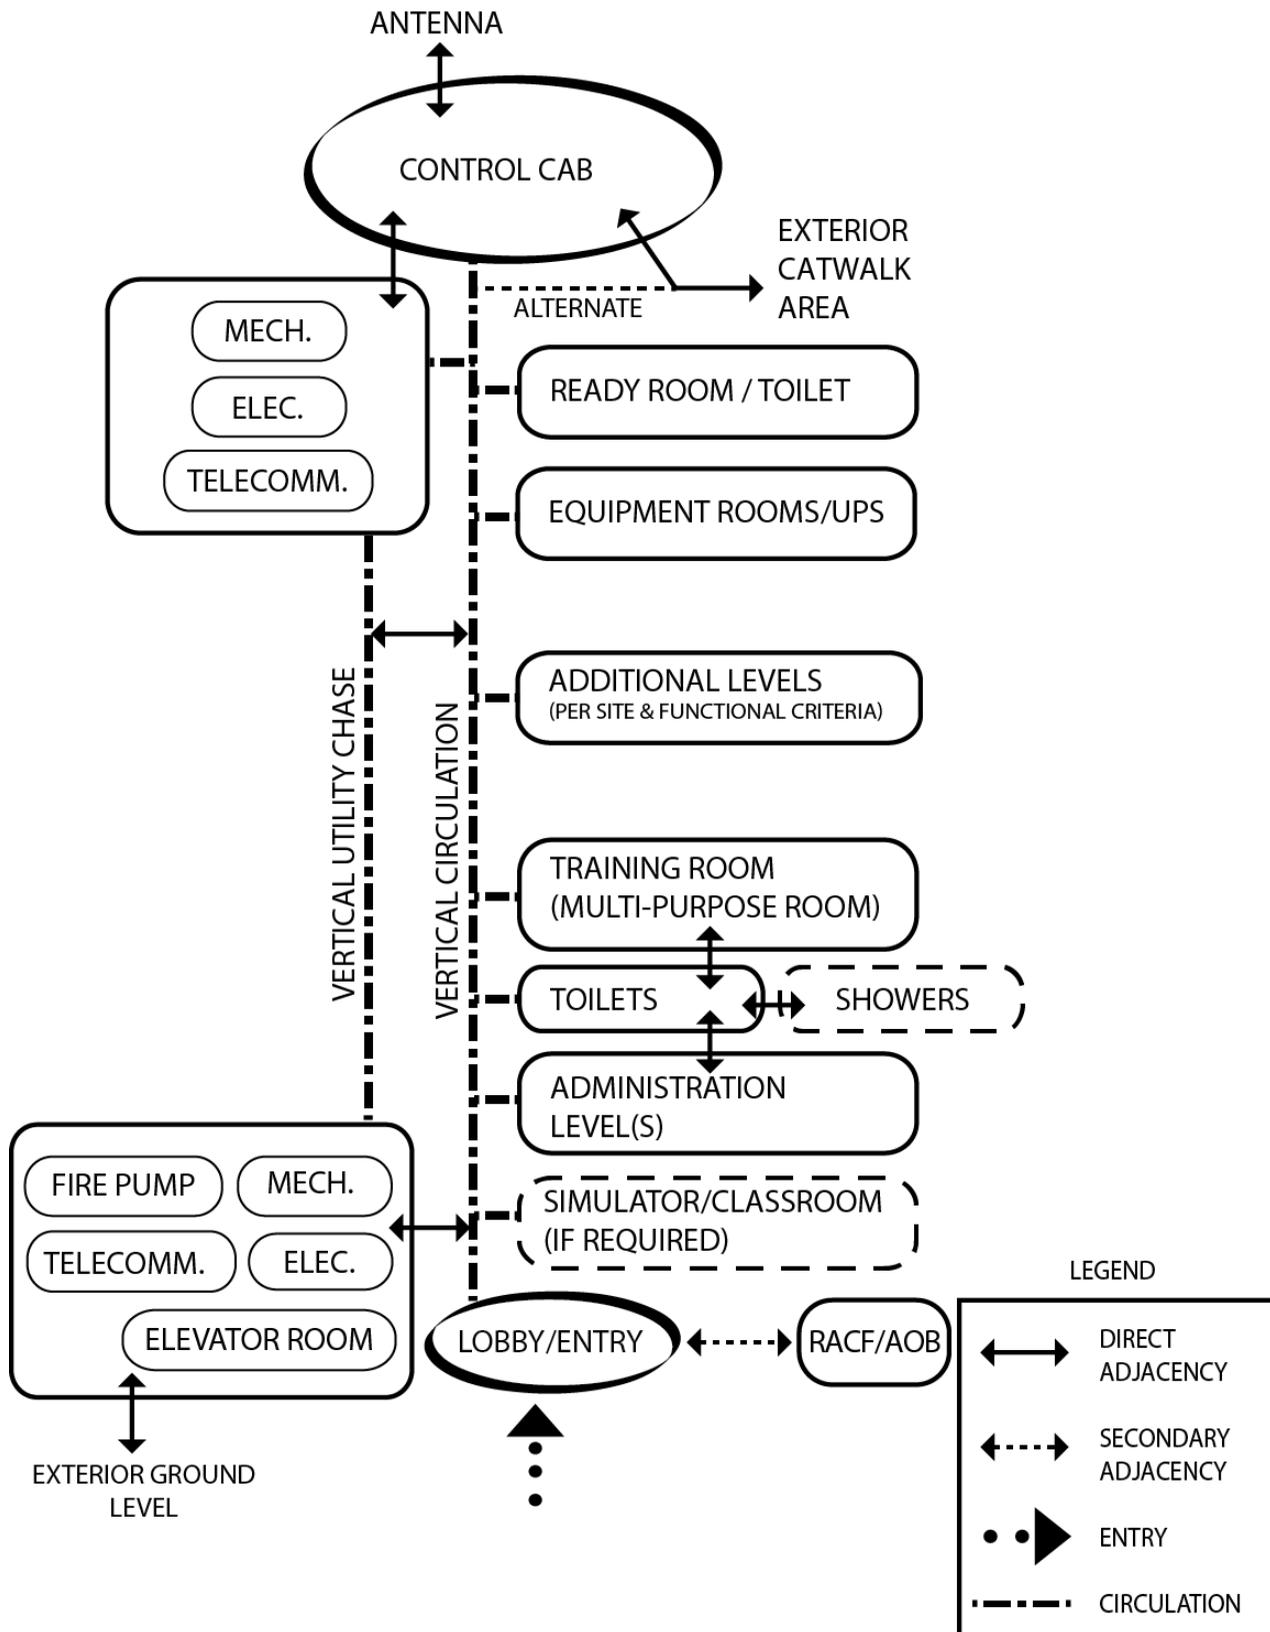 ANTENNA
CONTROL CAB
EXTERIOR
CATWALK
AREA
ALTERNATE
MECH.
ELEC.
TELECOMM.
READY ROOM / TOILET
EQUIPMENT ROOMS/UPS
ADDITIONAL LEVELS
(PER SITE & FUNCTIONAL CRITERIA)
VERTICAL UTILITY CHASE
VERTICAL CIRCULATION
TRAINING ROOM
(MULTI-PURPOSE ROOM)
TOILETS
SHOWERS
ADMINISTRATION
LEVEL(S)
FIRE PUMP
MECH.
TELECOMM.
ELEC.
ELEVATOR ROOM
SIMULATOR/CLASSROOM
(IF REQUIRED)
LOBBY/ENTRY
RACF/AOB
EXTERIOR GROUND
LEVEL
LEGEND
DIRECT
ADJACENCY
SECONDARY
ADJACENCY
ENTRY
CIRCULATION